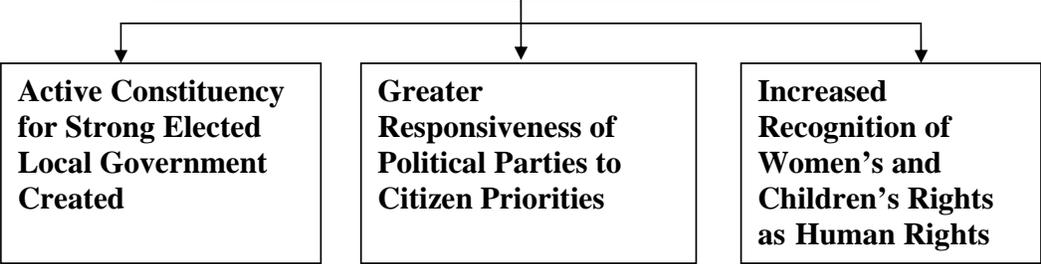 Active Constituency
for Strong Elected
Local Government
Created
Greater
Responsiveness of
Political Parties to
Citizen Priorities
Increased
Recognition of
Women’s and
Children’s Rights
as Human Rights